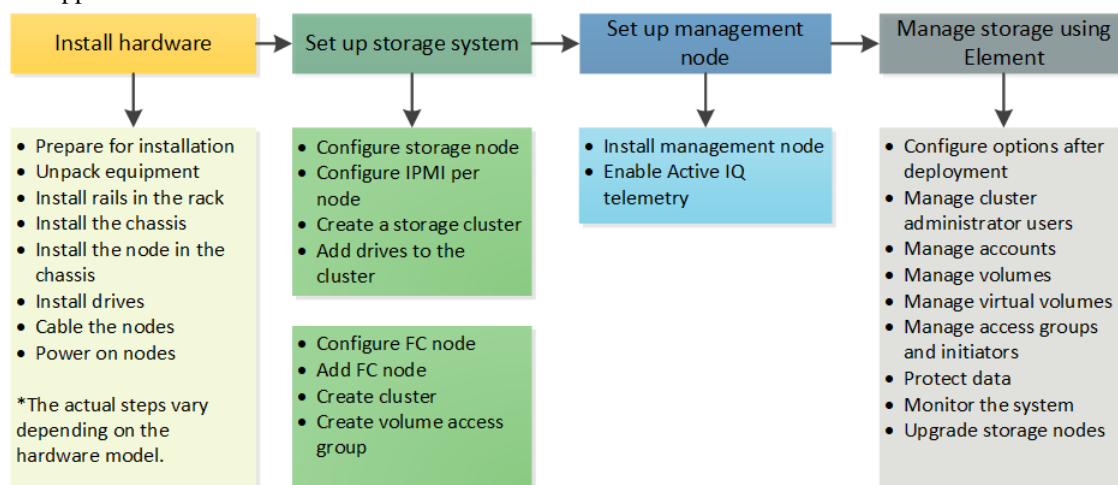 Install hardware
Set up storage system
Set up management
node
Manage storage using
Element
• Prepare for installation
• Unpack equipment
• Install rails in the rack
• Install the chassis
• Install the node in the
chassis
• Install drives
• Cable the nodes
• Power on nodes
*The actual steps vary
depending on the
hardware model.
• Configure storage node
• Configure IPMI per
node
• Create a storage cluster
• Add drives to the
cluster
• Configure FC node
• Add FC node
• Create cluster
• Create volume access
group
• Install management node
• Enable Active IQ
telemetry
• Configure options after
deployment
• Manage cluster
administrator users
• Manage accounts
• Manage volumes
• Manage virtual volumes
• Manage access groups
and initiators
• Protect data
• Monitor the system
• Upgrade storage nodes